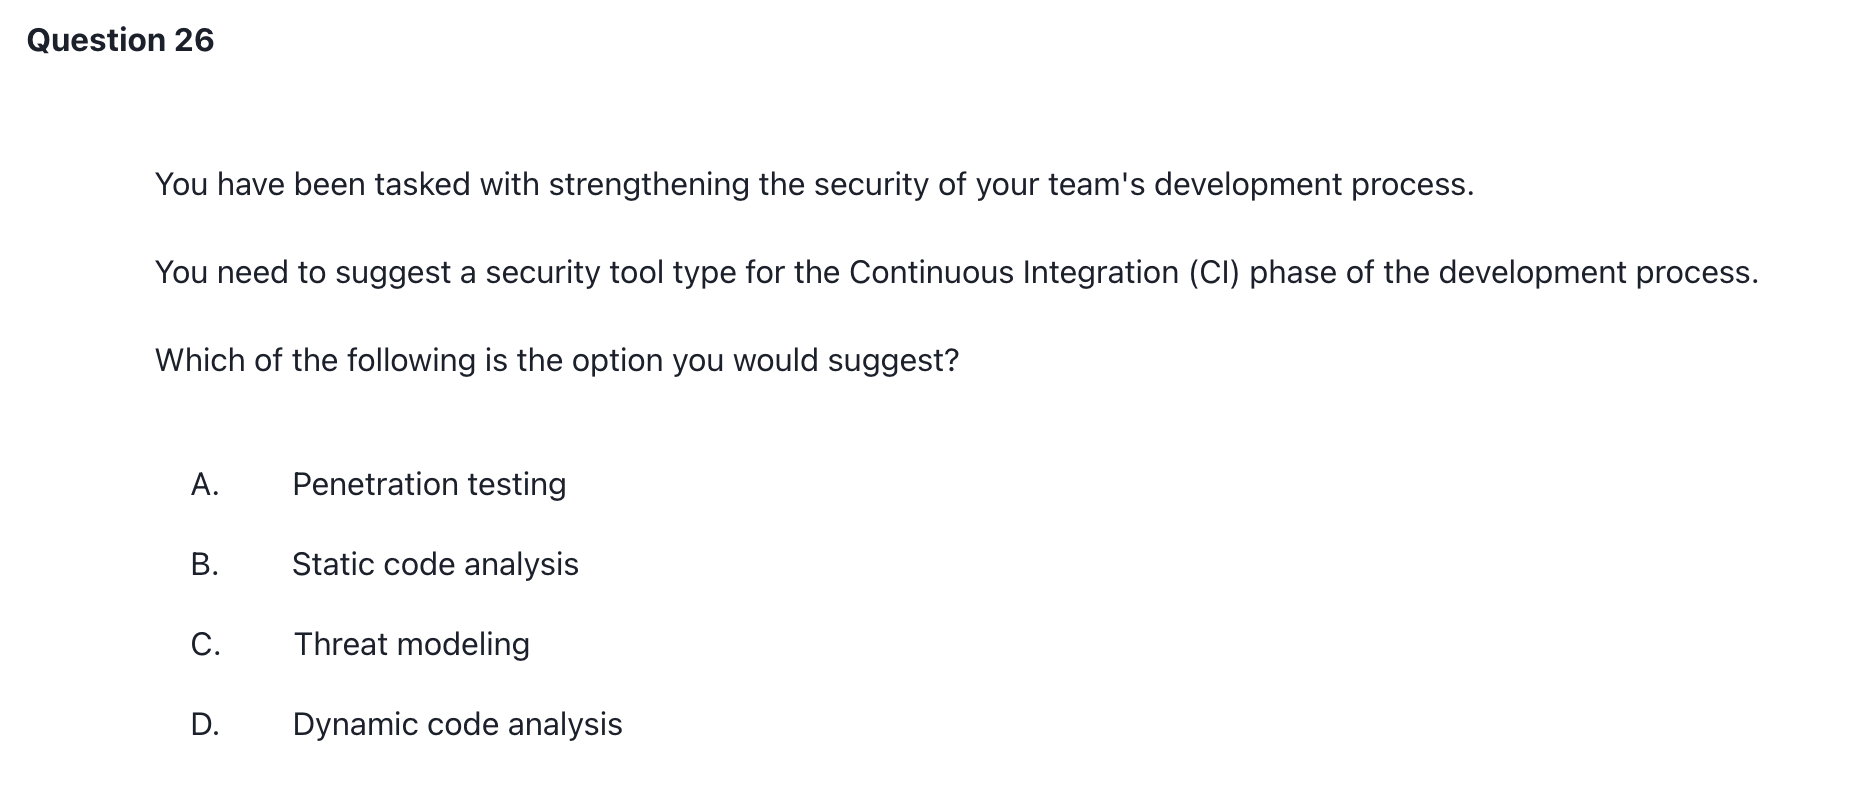 Question 26
You have been tasked with strengthening the security of your team's development process.
You need to suggest a security tool type for the Continuous Integration (CI) phase of the development process.
Which of the following is the option you would suggest?
A. Penetration testing
B. Static code analysis
C. Threat modeling
D. Dynamic code analysis